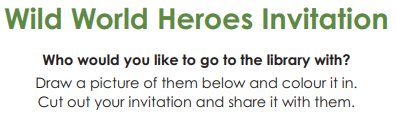 Wild World Heroes Invitation
Who would you like to go to the library with?
Draw a picture of them below and colour it in.
Cut out your invitation and share it with them.